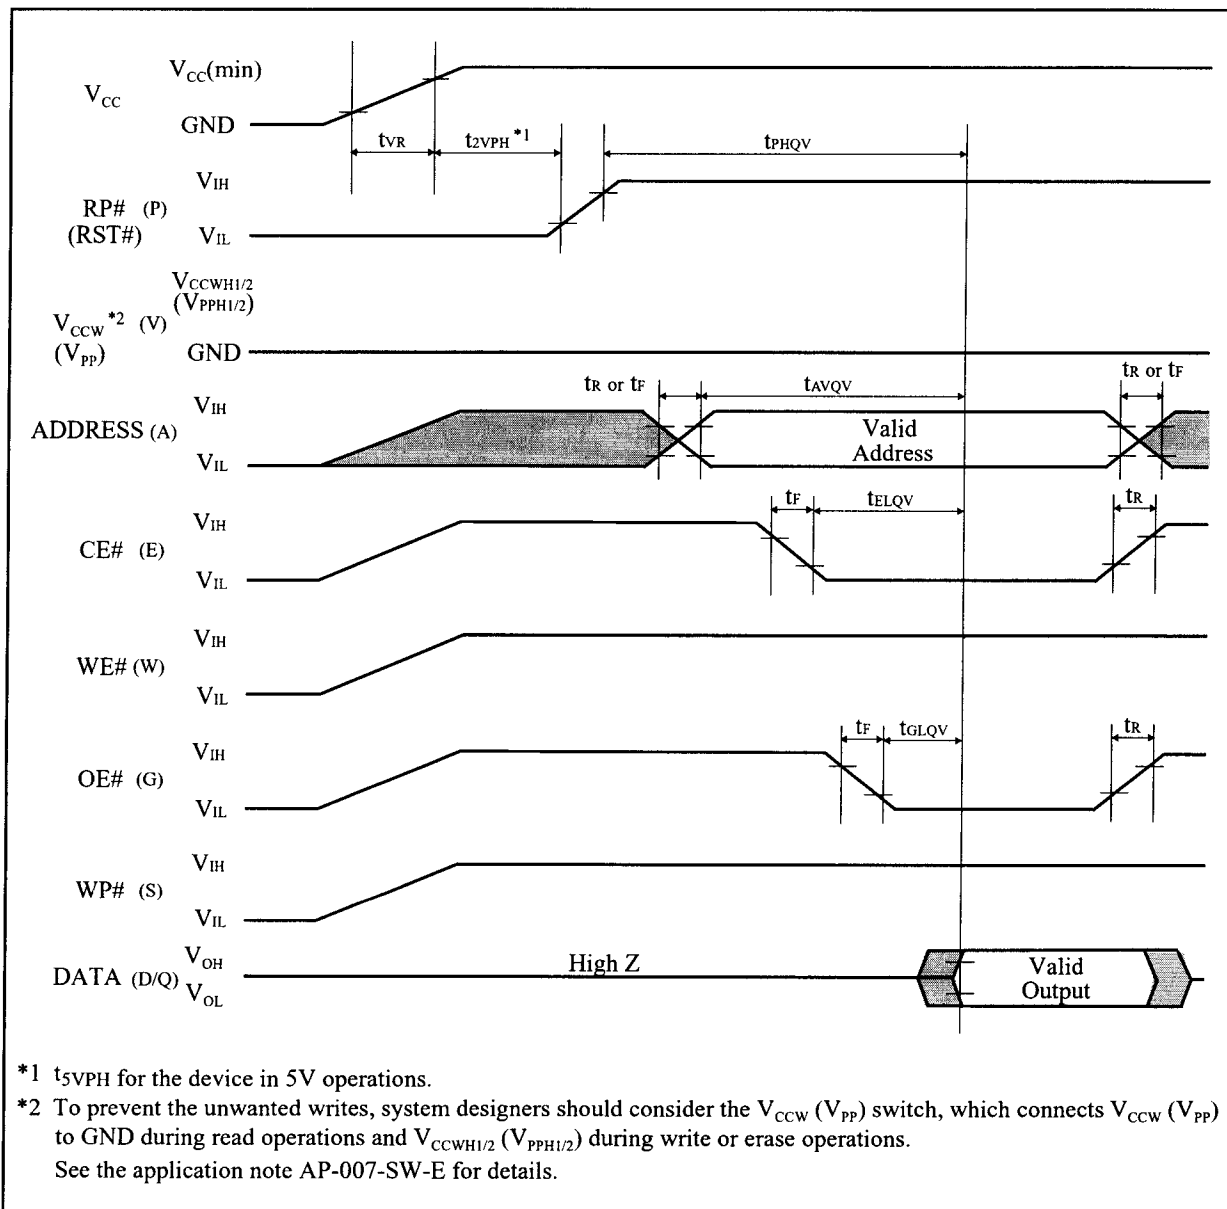 VCC(min)
VCC
GND
tVR
t2VPH *1
tPHQV
VIH
RP# (P)
(RST#)
VIL
VCCWH1/2
(VPPH1/2)
VCCW *2 (V)
(VPP)
GND
tR or tF
tAVQV
tR or tF
VIH
ADDRESS (A)
Valid
Address
VIL
tF
tELQV
tR
VIH
CE# (E)
VIL
VIH
WE# (W)
VIL
tF
tGLQV
tR
VIH
OE# (G)
VIL
VIH
WP# (S)
VIL
VOH
DATA (D/Q)
High Z
Valid
Output
VOL
*1 t5VPH for the device in 5V operations.
*2 To prevent the unwanted writes, system designers should consider the VCCW (VPP) switch, which connects VCCW (VPP)
to GND during read operations and VCCWH1/2 (VPPH1/2) during write or erase operations.
See the application note AP-007-SW-E for details.